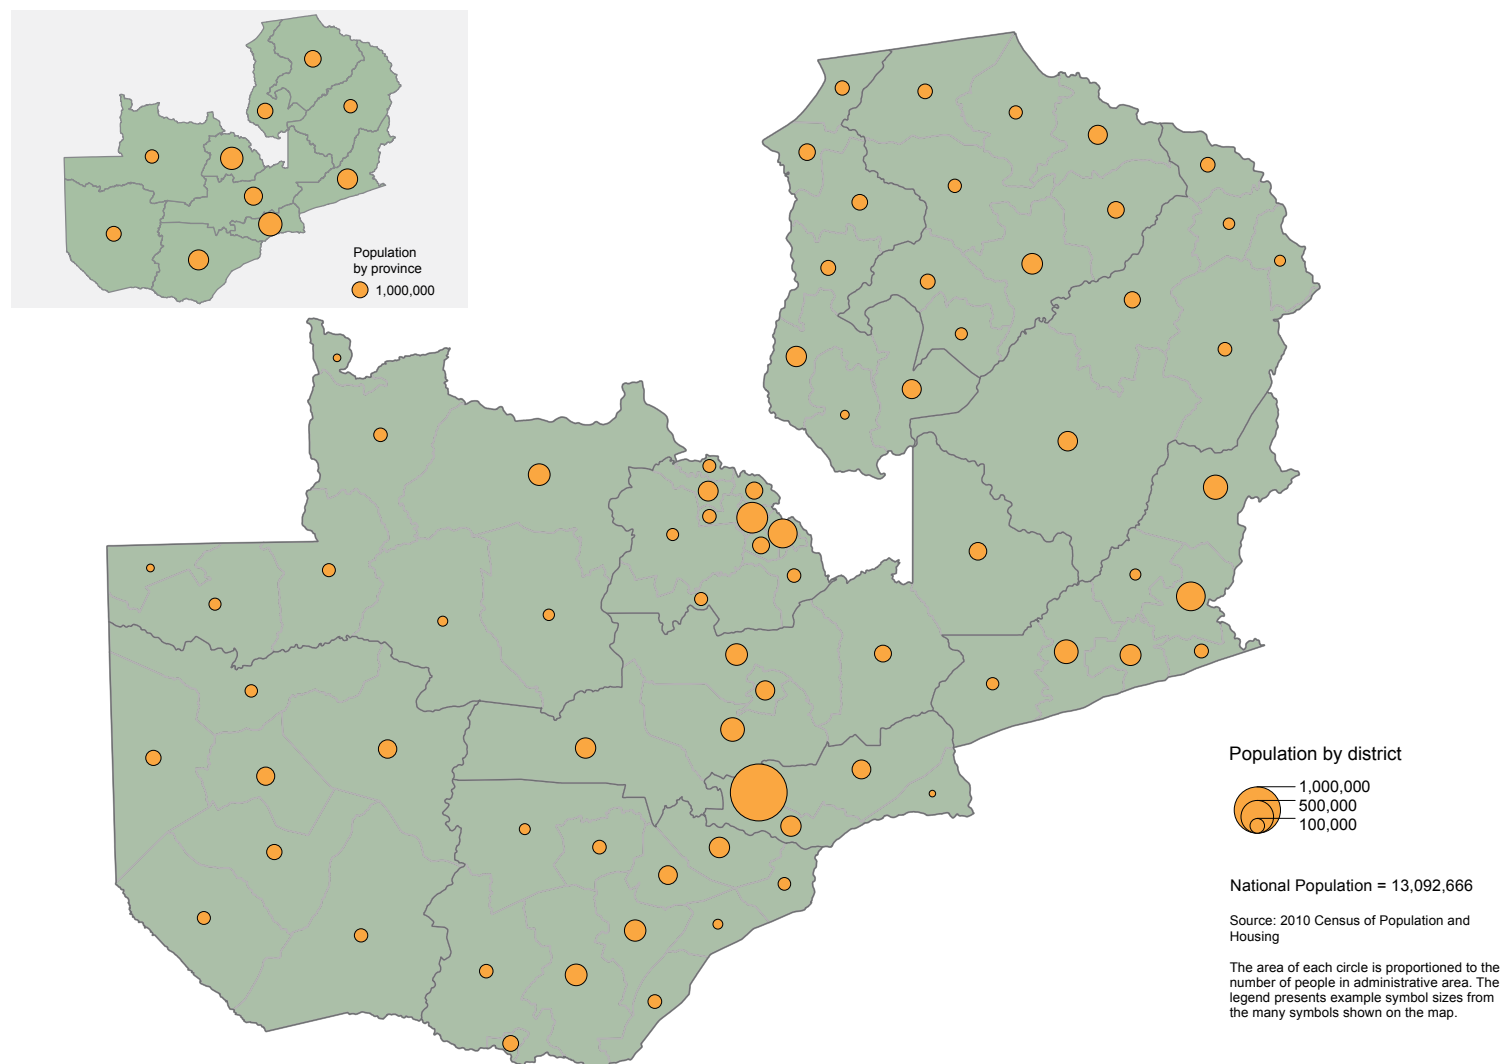 Population
by province
1,000,000
Population by district
1,000,000
500,000
100,000
National Population = 13,092,666
Source: 2010 Census of Population and
Housing
The area of each circle is proportioned to the
number of people in administrative area. The
legend presents example symbol sizes from
the many symbols shown on the map.